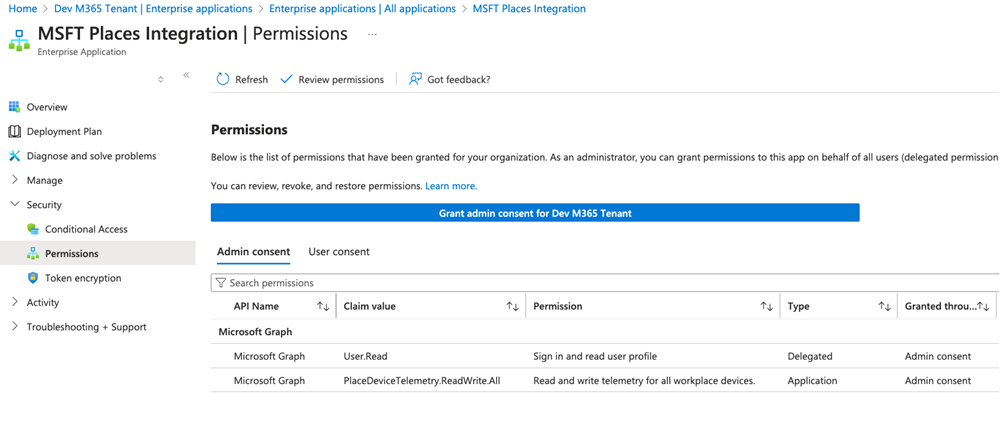 Home > Dev M365 Tenant | Enterprise applications > Enterprise applications | All applications > MSFT Places Integration
MSFT Places Integration | Permissions ...
Enterprise Application
Refresh Review permissions Got feedback?
Overview
Deployment Plan
Diagnose and solve problems
Manage
Security
Conditional Access
Permissions
Token encryption
Activity
Troubleshooting + Support
Permissions
Below is the list of permissions that have been granted for your organization. As an administrator, you can grant permissions to this app on behalf of all users (delegated permission
You can review, revoke, and restore permissions. Learn more.
Grant admin consent for Dev M365 Tenant
Admin consent User consent
Search permissions
API Name Claim value Permission Type Granted throu...
Microsoft Graph
Microsoft Graph User.Read Sign in and read user profile Delegated Admin consent
Microsoft Graph PlaceDeviceTelemetry.ReadWrite.All Read and write telemetry for all workplace devices. Application Admin consent